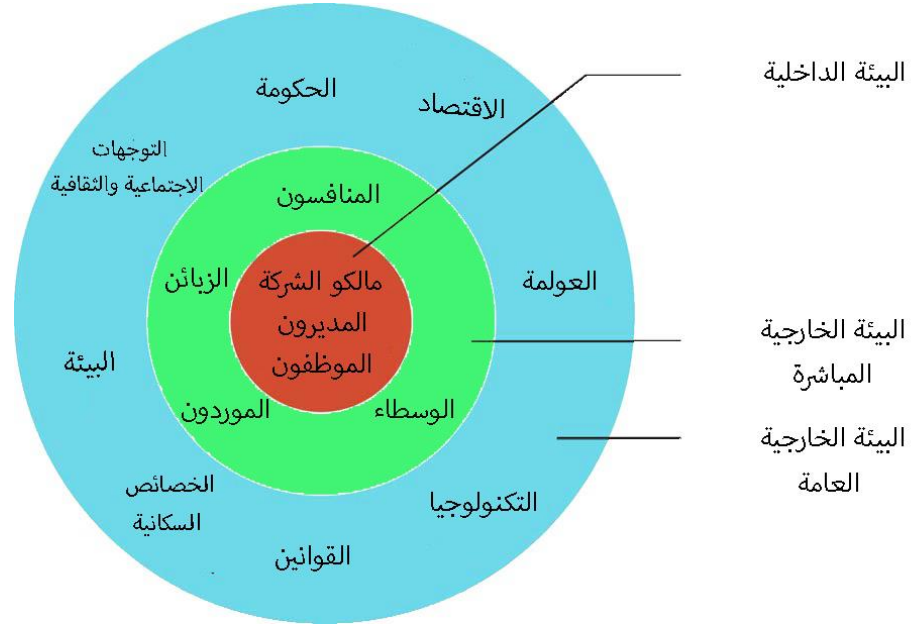 الحكومة
الاقتصاد
التوجهات
الاجتماعية والثقافية
العولمة
البيئة
التكنولوجيا
الخصائص
السكانية
القوانين
المنافسون
الزبائن
الموردون
الوسطاء
مالكو الشركة
المديرون
الموظفون
البيئة الداخلية
البيئة الخارجية
المباشرة
البيئة الخارجية
العامة